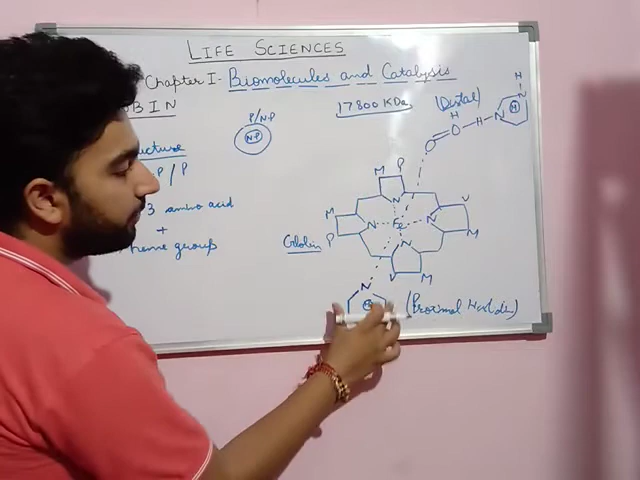 LIFE SCIENCES
Chapter I- Biomolecules and Catalysis
OBIN
17800 KDa
(Distal)
P/NP
NP
ucture
P / P
3 amino acid
+
heme group
H
N
H
H
O
O
H
N
M
P
N
M
N
Fe
N
V
M
P
Globin
N
V
M
N
H
(Proximal